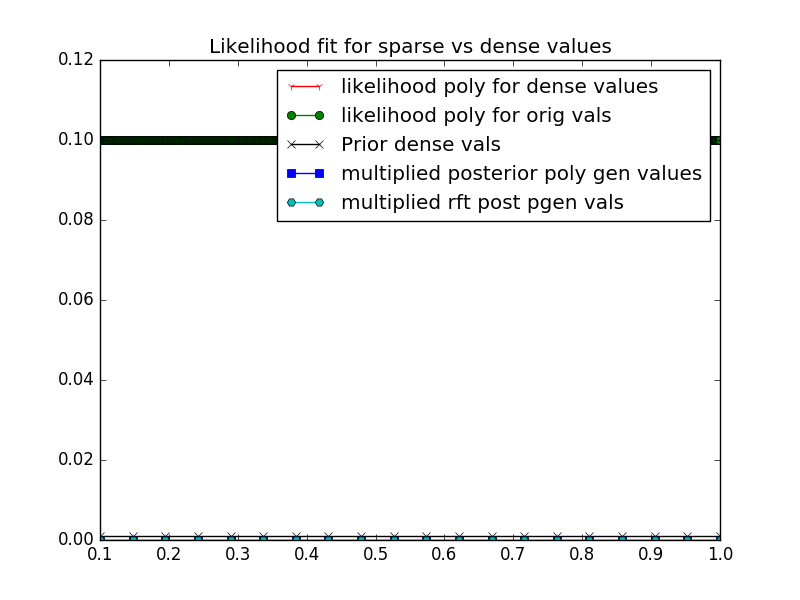 Likelihood fit for sparse vs dense values
0.12
0.10
0.08
0.06
0.04
0.02
0.00
likelihood poly for dense values
likelihood poly for orig vals
Prior dense vals
multiplied posterior poly gen values
multiplied rft post pgen vals
0.1 0.2 0.3 0.4 0.5 0.6 0.7 0.8 0.9 1.0